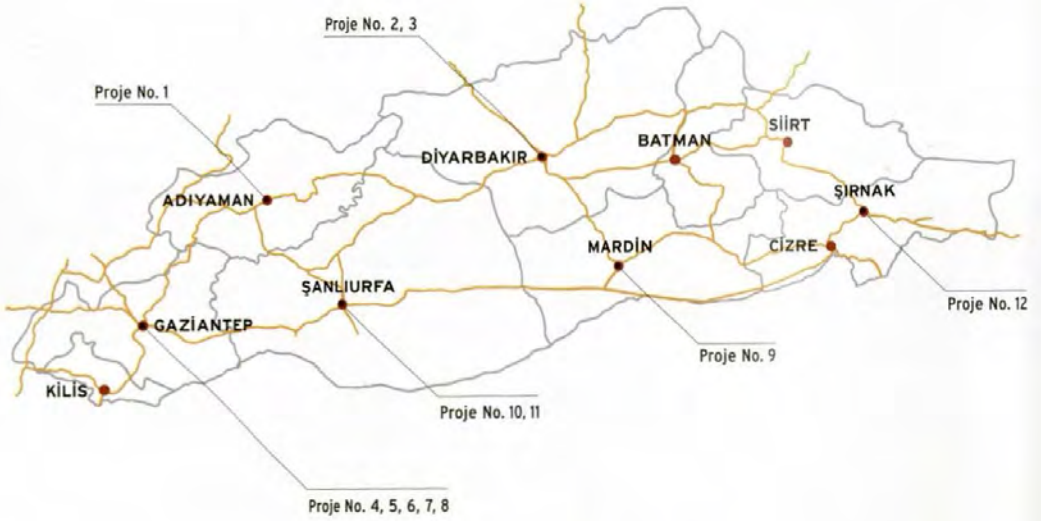 Proje No. 2, 3
Proje No. 1
SİİRT
BATMAN
DİYARBAKIR
ŞIRNAK
ADIYAMAN
MARDİN
CİZRE
ŞANLIURFA
Proje No. 12
GAZİANTEP
Proje No. 9
KİLİS
Proje No. 10, 11
Proje No. 4, 5, 6, 7, 8